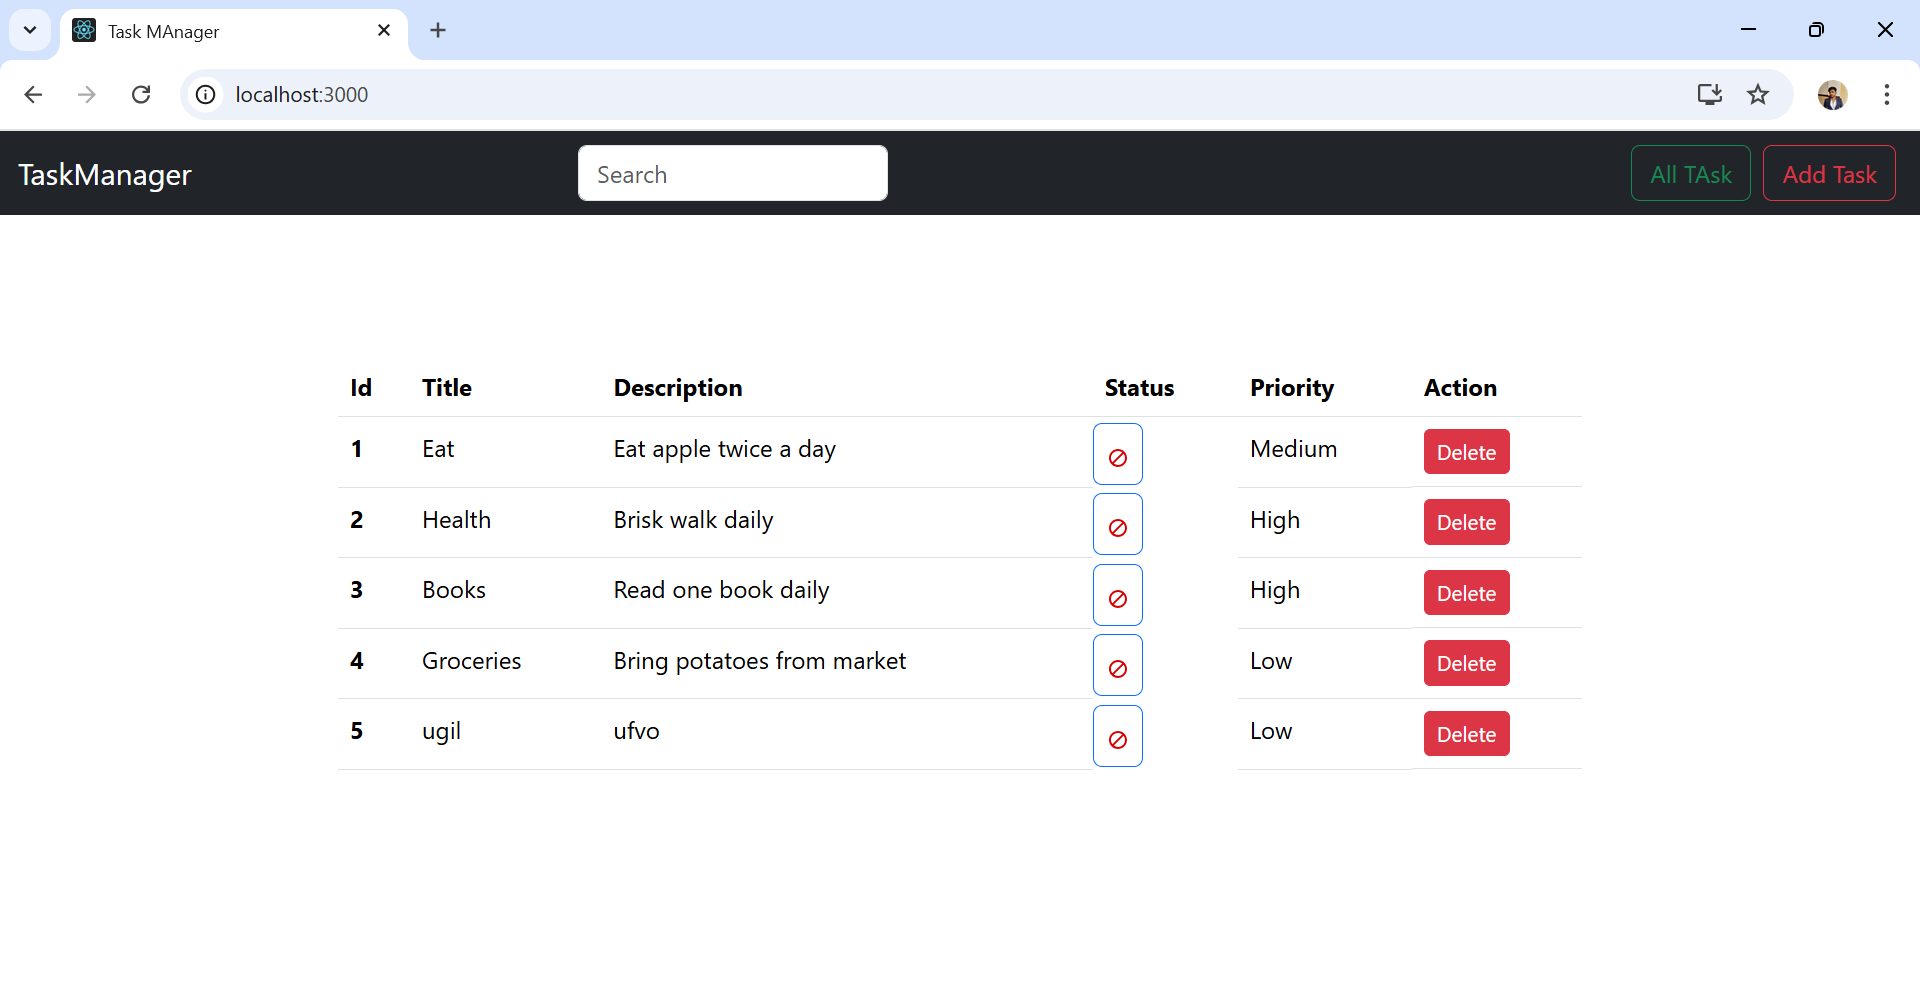 Task MAnager
localhost:3000
TaskManager Search All TAsk Add Task
Id Title Description Status Priority Action
1 Eat Eat apple twice a day Medium Delete
2 Health Brisk walk daily High Delete
3 Books Read one book daily High Delete
4 Groceries Bring potatoes from market Low Delete
5 ugil ufvo Low Delete